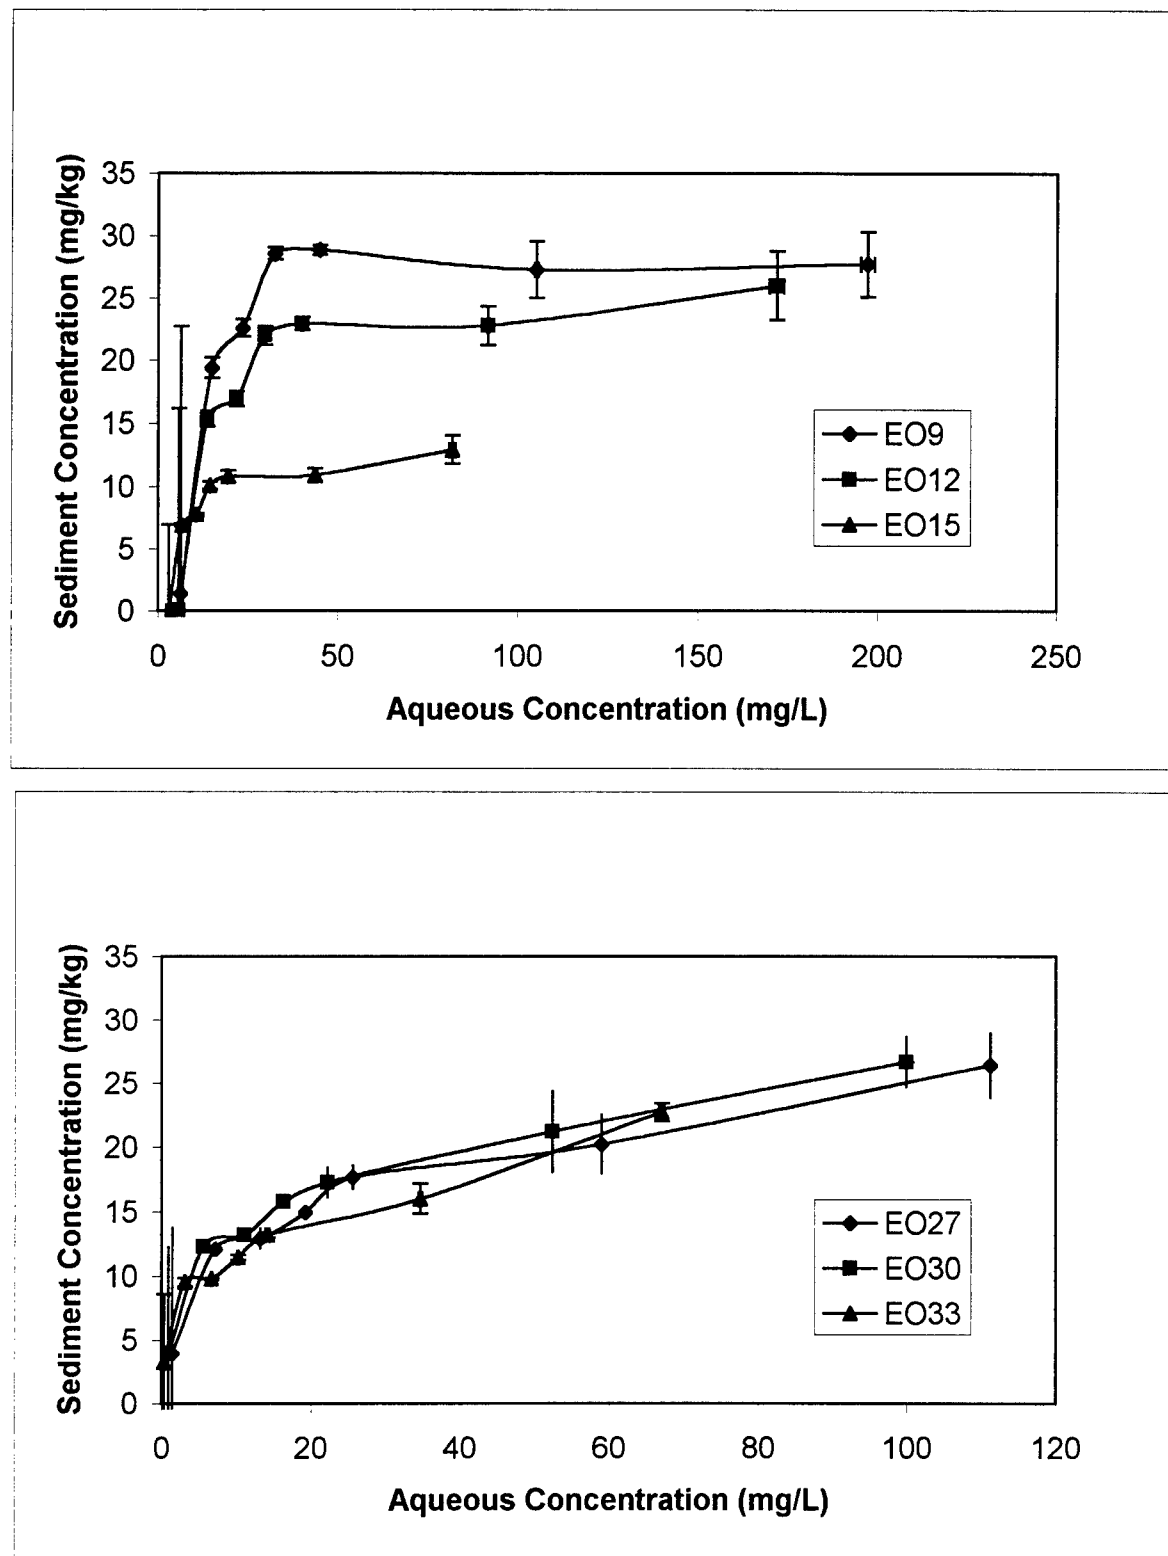 Sediment Concentration (mg/kg)
35
30
25
20
15
10
5
0
0 50 100 150 200 250
Aqueous Concentration (mg/L)
EO9
EO12
EO15
Sediment Concentration (mg/kg)
35
30
25
20
15
10
5
0
0 20 40 60 80 100 120
Aqueous Concentration (mg/L)
EO27
EO30
EO33